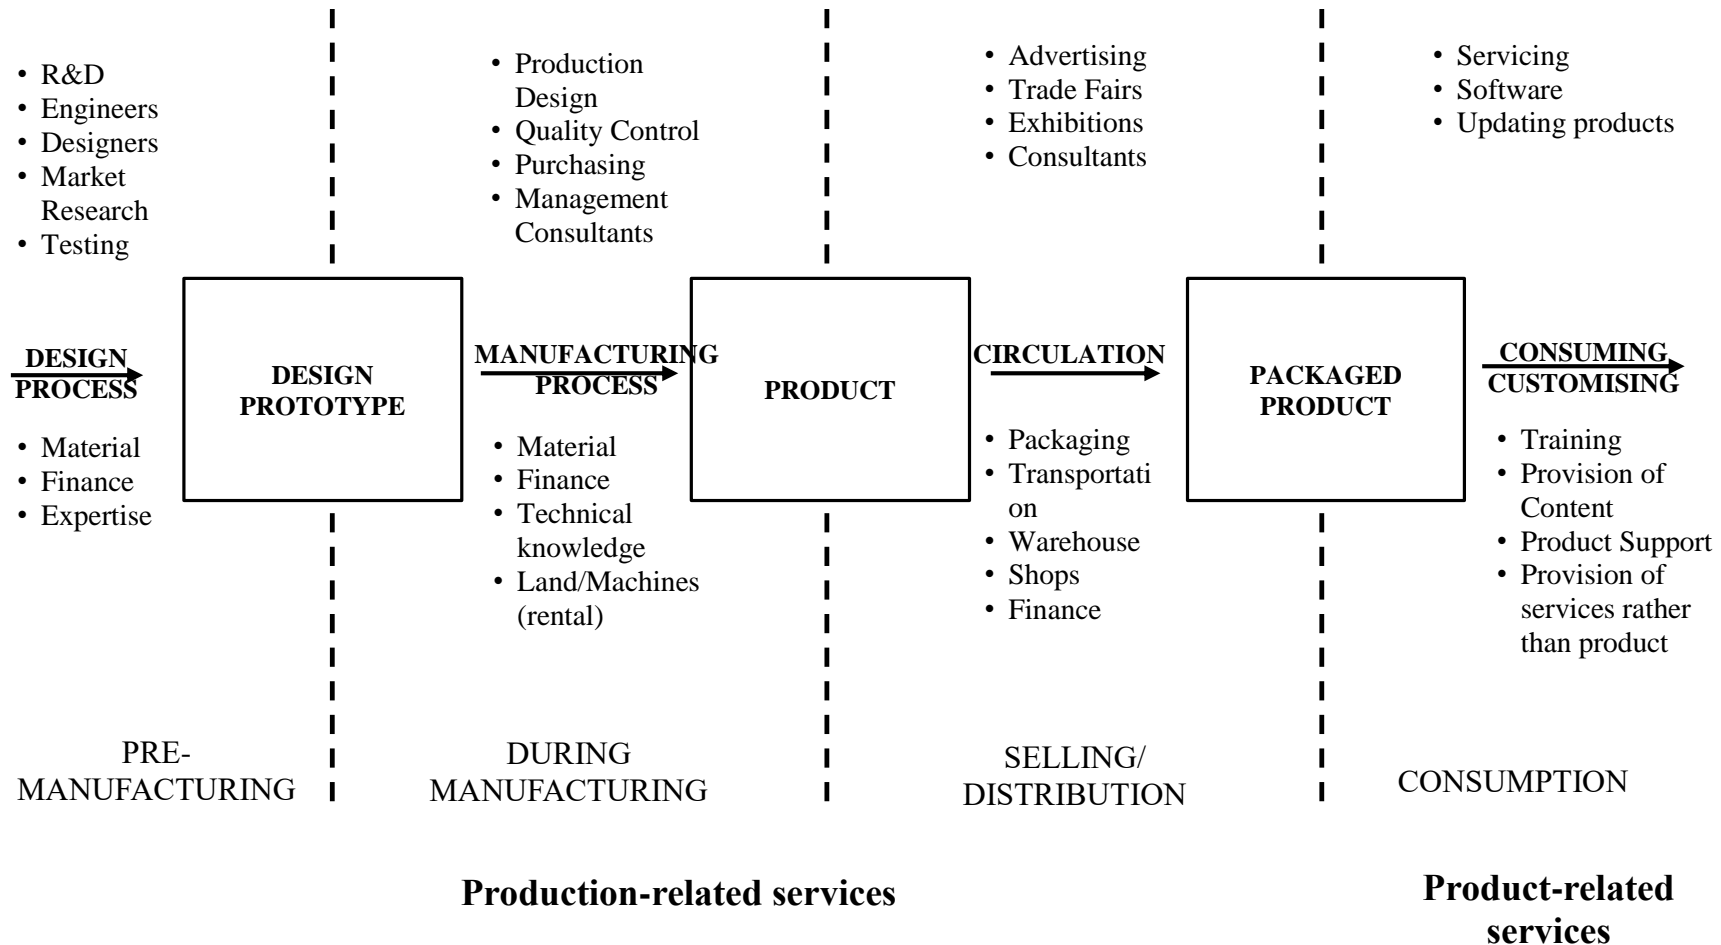 • R&D
• Engineers
• Designers
• Market
Research
• Testing
• Production
Design
• Quality Control
• Purchasing
• Management
Consultants
• Advertising
• Trade Fairs
• Exhibitions
• Consultants
• Servicing
• Software
• Updating products
DESIGN
PROCESS
DESIGN
PROTOTYPE
MANUFACTURING
PROCESS
PRODUCT
CIRCULATION
PACKAGED
PRODUCT
CONSUMING
CUSTOMISING
• Material
• Finance
• Expertise
• Material
• Finance
• Technical
knowledge
• Land/Machines
(rental)
• Packaging
• Transportati
on
• Warehouse
• Shops
• Finance
• Training
• Provision of
Content
• Product Support
• Provision of
services rather
than product
PRE-
MANUFACTURING
DURING
MANUFACTURING
SELLING/
DISTRIBUTION
CONSUMPTION
Production-related services
Product-related
services